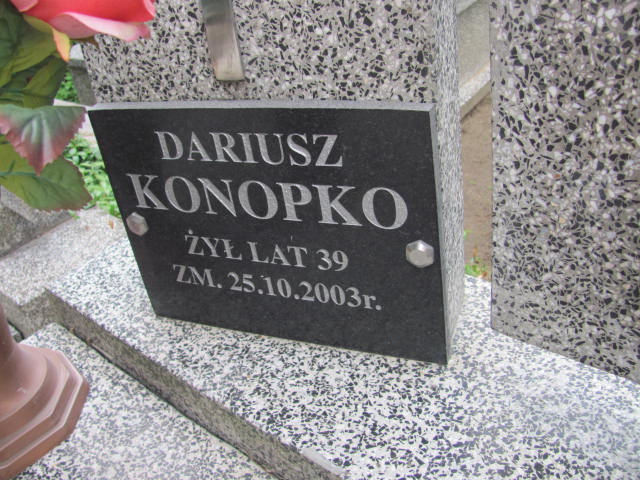 DARIUSZ
KONOPKO
ŻYŁ LAT 39
ZM. 25.10.2003r.